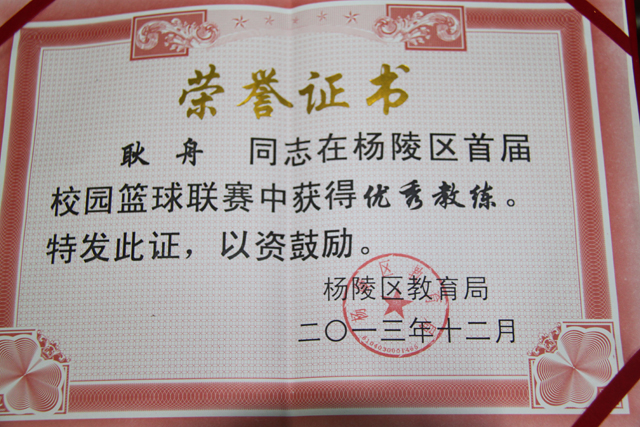 荣誉证书
耿舟 同志在杨陵区首届
校园篮球联赛中获得优秀教练。
特发此证，以资鼓励。
杨陵区教育局
二〇一三年十二月